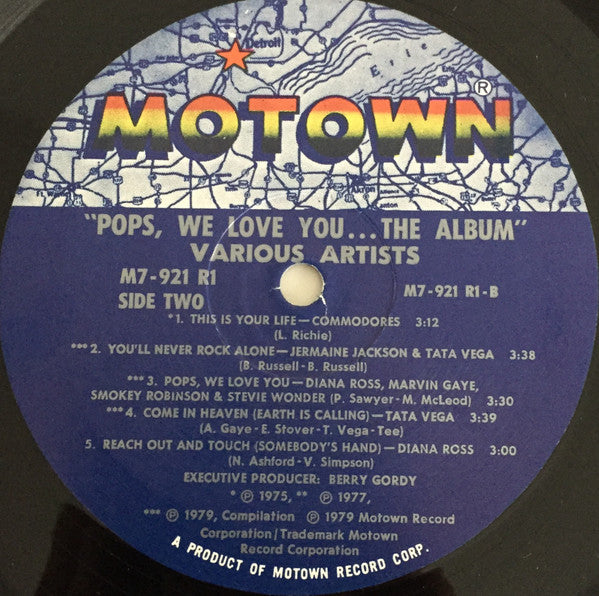 Detroit
Erie
MOTOWN®
Akron
"POPS, WE LOVE YOU...THE ALBUM"
VARIOUS ARTISTS
M7-921 R1
SIDE TWO
M7-921 R1-B
*1. THIS IS YOUR LIFE—COMMODORES 3:12
(L. Richie)
***2. YOU'LL NEVER ROCK ALONE—JERMAINE JACKSON & TATA VEGA 3:38
(B. Russell-B. Russell)
***3. POPS, WE LOVE YOU—DIANA ROSS, MARVIN GAYE,
SMOKEY ROBINSON & STEVIE WONDER (P. Sawyer-M. McLeod) 3:30
***4. COME IN HEAVEN (EARTH IS CALLING)—TATA VEGA 3:39
(A. Gaye-E. Stover-T. Vega-Tee)
5. REACH OUT AND TOUCH (SOMEBODY'S HAND)—DIANA ROSS 3:00
(N. Ashford-V. Simpson)
EXECUTIVE PRODUCER: BERRY GORDY
* ℗ 1975, ** ℗ 1977,
*** ℗ 1979, Compilation ℗ 1979 Motown Record
Corporation/Trademark Motown
Record Corporation
A PRODUCT OF MOTOWN RECORD CORP.